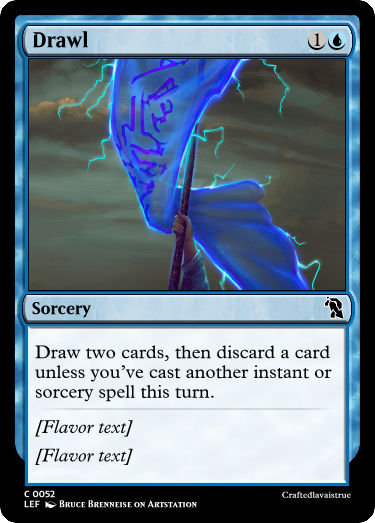 Drawl 1
Sorcery
Draw two cards, then discard a card
unless you've cast another instant or
sorcery spell this turn.
[Flavor text]
[Flavor text]
C 0052
LEF Bruce Brenneise on Artstation Craftedlavaistrue